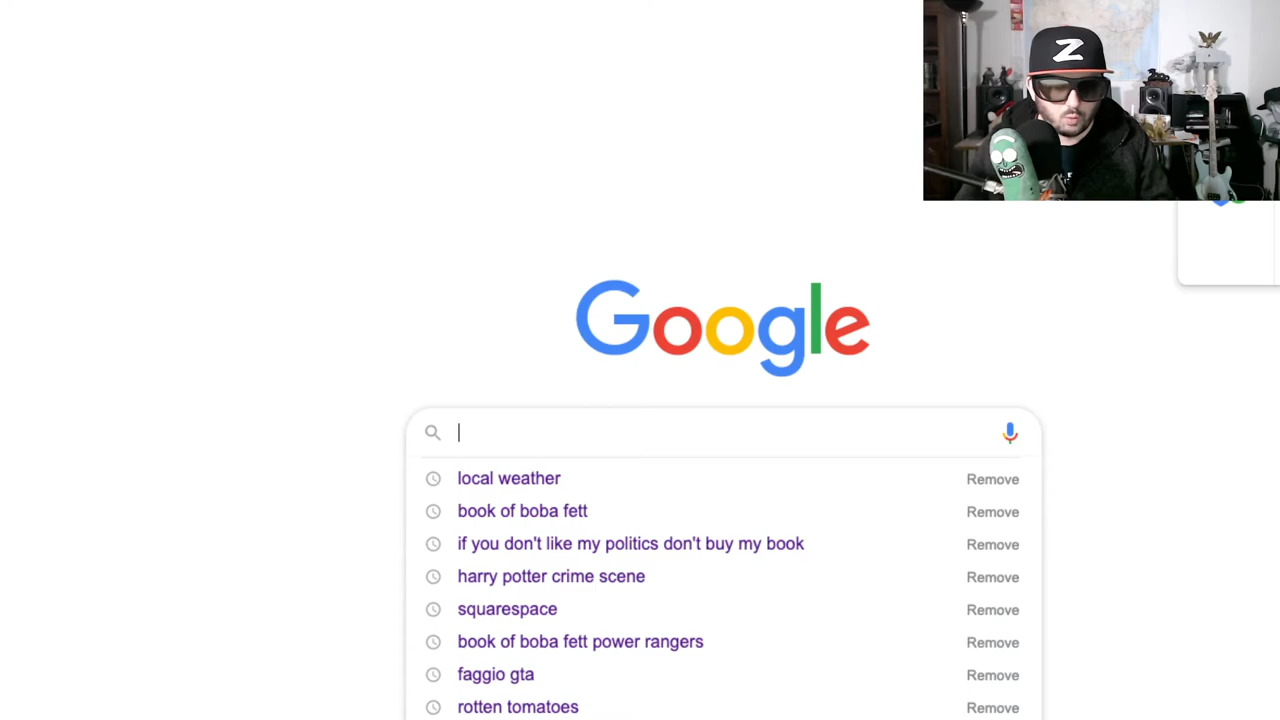 Z
Google
local weather Remove
book of boba fett Remove
if you don't like my politics don't buy my book Remove
harry potter crime scene Remove
squarespace Remove
book of boba fett power rangers Remove
faggio gta Remove
rotten tomatoes Remove